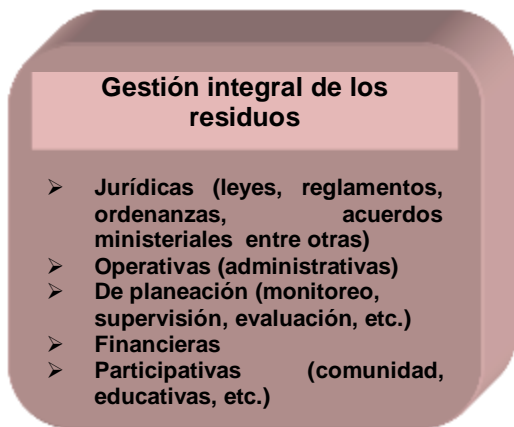 Gestión integral de los
residuos
➢ Jurídicas (leyes, reglamentos,
ordenanzas, acuerdos
ministeriales entre otras)
➢ Operativas (administrativas)
➢ De planeación (monitoreo,
supervisión, evaluación, etc.)
➢ Financieras
➢ Participativas (comunidad,
educativas, etc.)